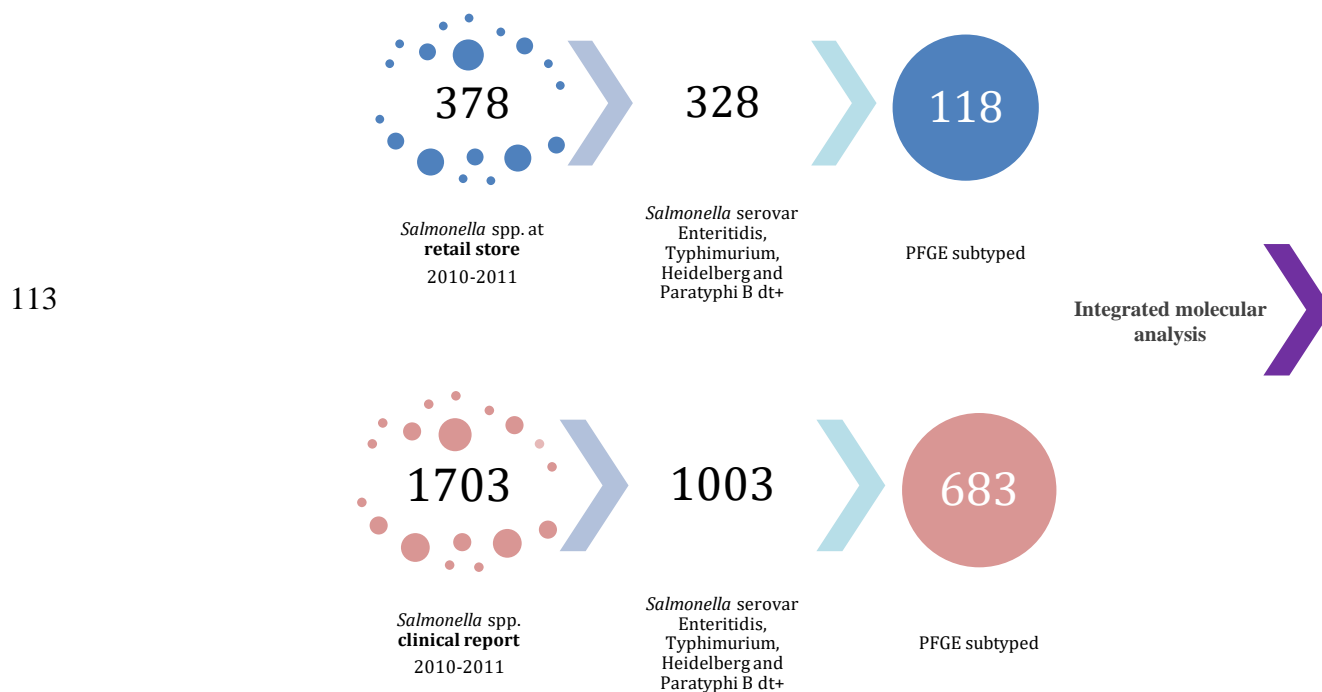 378
328
118
Salmonella spp. at
retail store
2010-2011
Salmonella serovar
Enteritidis,
Typhimurium,
Heidelberg and
Paratyphi B dt+
PFGE subtyped
113
Integrated molecular
analysis
1703
1003
683
Salmonella spp.
clinical report
2010-2011
Salmonella serovar
Enteritidis,
Typhimurium,
Heidelberg and
Paratyphi B dt+
PFGE subtyped